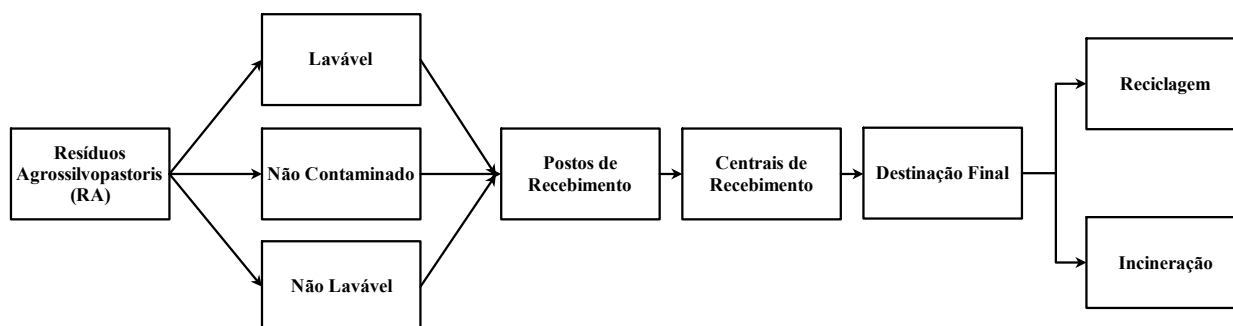 Resíduos
Agrossilvopastoris
(RA)
Lavável
Não Contaminado
Não Lavável
Postos de
Recebimento
Centrais de
Recebimento
Destinação Final
Reciclagem
Incineração